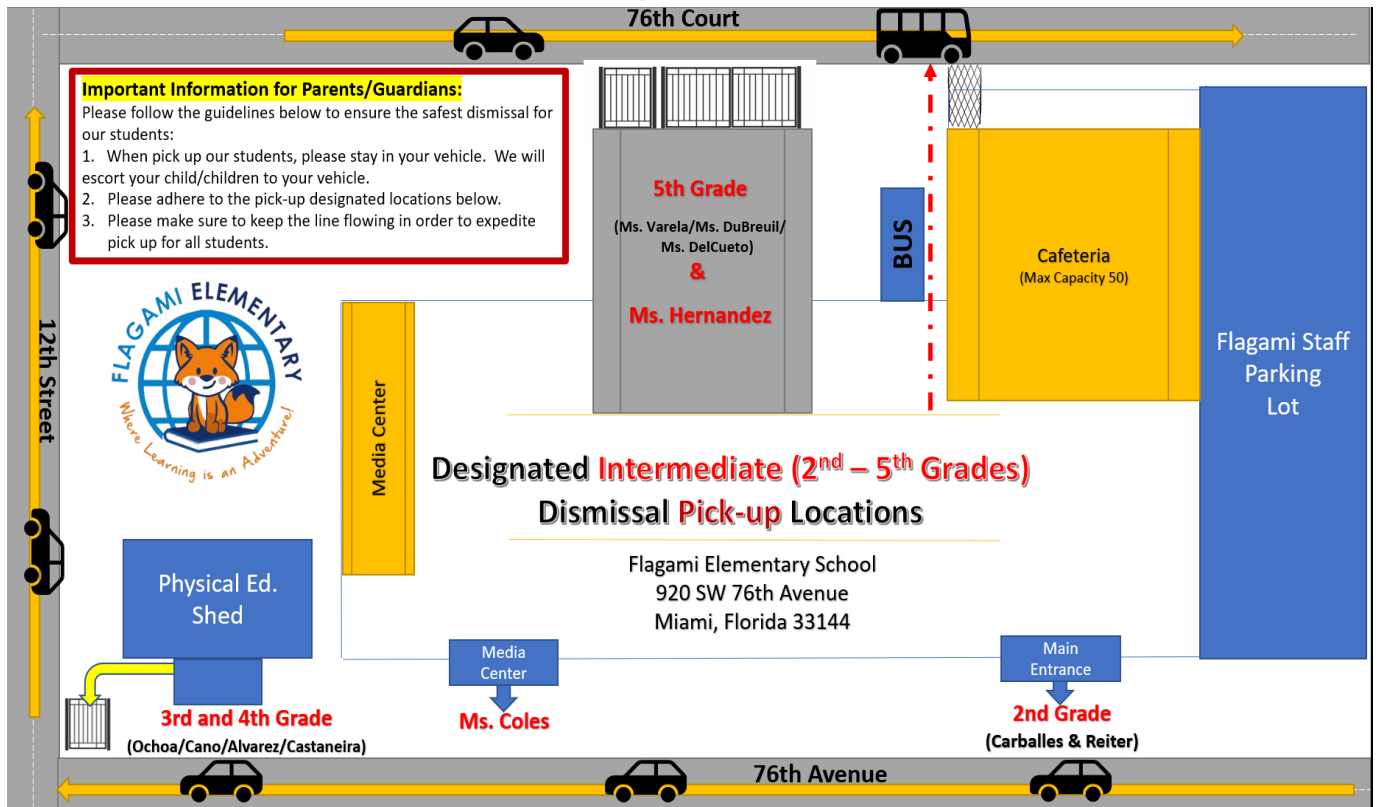 76th Court
Important Information for Parents/Guardians:
Please follow the guidelines below to ensure the safest dismissal for
our students:
1. When pick up our students, please stay in your vehicle. We will
escort your child/children to your vehicle.
2. Please adhere to the pick-up designated locations below.
3. Please make sure to keep the line flowing in order to expedite
pick up for all students.
5th Grade
(Ms. Varela/Ms. DuBreuil/
Ms. DelCueto)
&
Ms. Hernandez
BUS
Cafeteria
(Max Capacity 50)
Flagami Staff
Parking
Lot
12th Street
FLAGAMI ELEMENTARY
Where Learning is an Adventure!
Media Center
Designated Intermediate (2nd – 5th Grades)
Dismissal Pick-up Locations
Flagami Elementary School
920 SW 76th Avenue
Miami, Florida 33144
Physical Ed.
Shed
Media
Center
Main
Entrance
3rd and 4th Grade
(Ochoa/Cano/Alvarez/Castaneira)
Ms. Coles
2nd Grade
(Carballes & Reiter)
76th Avenue